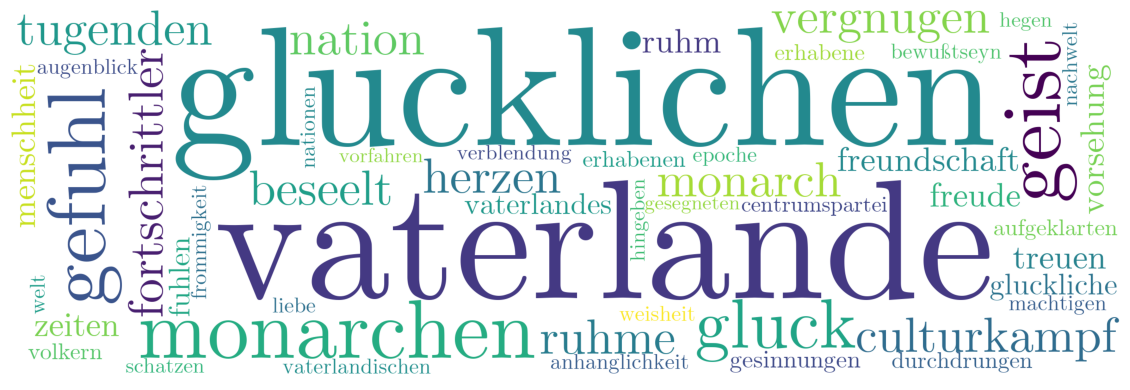 tugenden
nation
ruhm
vergnugen
hegen
erhabene
bewußtseyn
augenblick
glucklichen
menschheit
gefuhl
fortschrittler
nationen
geist
nachwelt
vorsehung
vorfahren
verblendung
erhabenen
epoche
freundschaft
beseelt
herzen
monarch
freude
vaterlandes
gesegneten
centrumspartei
frommigkeit
hingeben
aufgeklarten
vaterlande
fuhlen
welt
treuen
gluckliche
machtigen
liebe
weisheit
zeiten
monarchen
ruhme
gluck
culturkampf
volkern
schatzen
vaterlandischen
anhanglichkeit
gesinnungen
durchdrungen